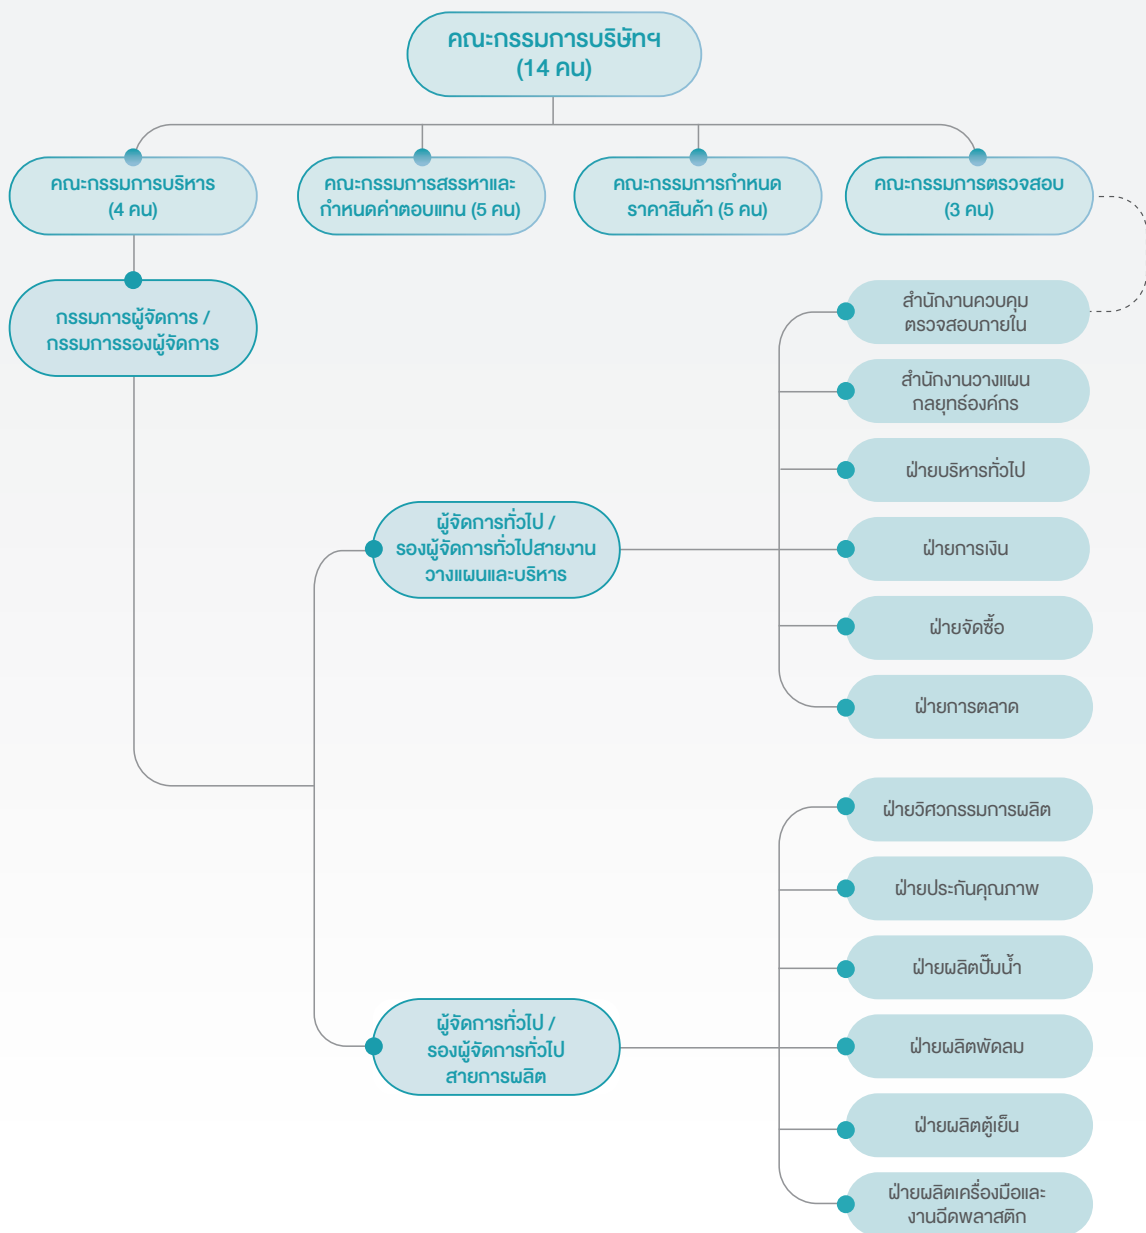 คณะกรรมการบริษัทฯ
(14 คน)
คณะกรรมการบริหาร
(4 คน)
คณะกรรมการสรรหาและ
กำหนดค่าตอบแทน (5 คน)
คณะกรรมการกำหนด
ราคาสินค้า (5 คน)
คณะกรรมการตรวจสอบ
(3 คน)
กรรมการผู้จัดการ /
กรรมการรองผู้จัดการ
สำนักงานควบคุม
ตรวจสอบภายใน
สำนักงานวางแผน
กลยุทธ์องค์กร
ฝ่ายบริหารทั่วไป
ผู้จัดการทั่วไป /
รองผู้จัดการทั่วไปสายงาน
วางแผนและบริหาร
ฝ่ายการเงิน
ฝ่ายจัดซื้อ
ฝ่ายการตลาด
ฝ่ายวิศวกรรมการผลิต
ฝ่ายประกันคุณภาพ
ฝ่ายผลิตปั๊มน้ำ
ผู้จัดการทั่วไป /
รองผู้จัดการทั่วไป
สายการผลิต
ฝ่ายผลิตพัดลม
ฝ่ายผลิตตู้เย็น
ฝ่ายผลิตเครื่องมือและ
งานฉีดพลาสติก